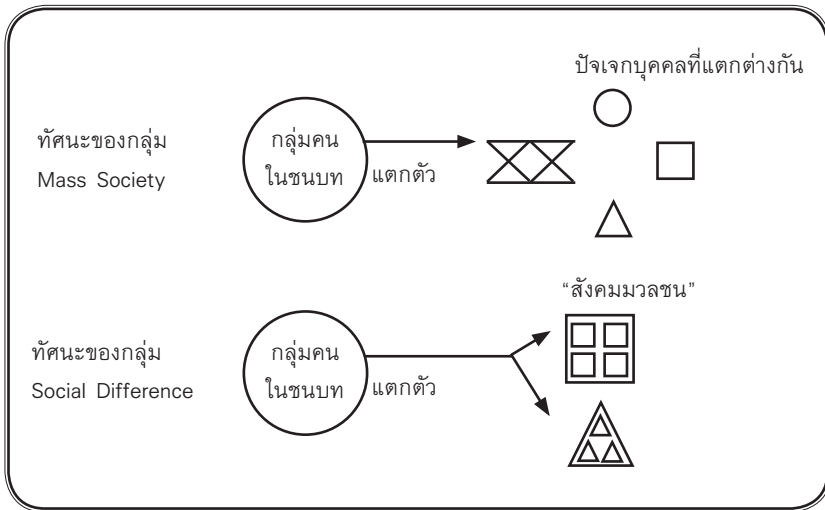 ปัจเจกบุคคลที่แตกต่างกัน
ทัศนะของกลุ่ม
Mass Society
กลุ่มคน
ในชนบท
แตกตัว
“สังคมมวลชน”
ทัศนะของกลุ่ม
Social Difference
กลุ่มคน
ในชนบท
แตกตัว